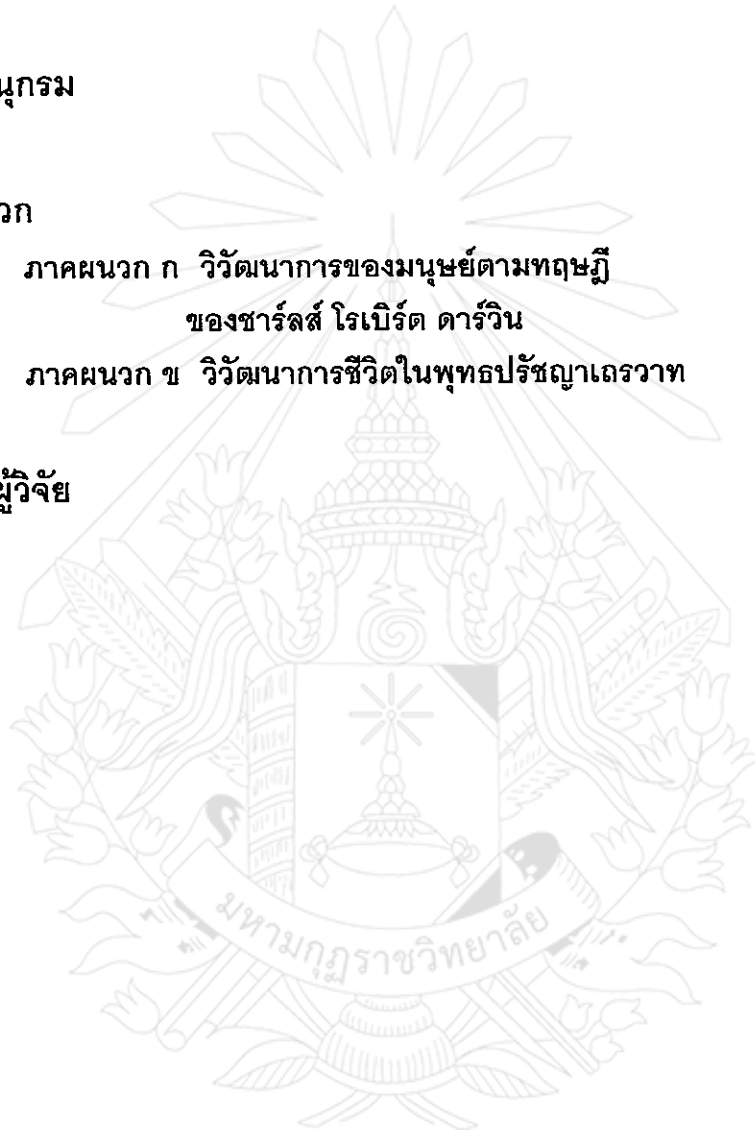 นุกรม
วก
ภาคผนวก ก วิวัฒนาการของมนุษย์ตามทฤษฎี
ของชาร์ลส์ โรเบิร์ต ดาร์วิน
ภาคผนวก ข วิวัฒนาการชีวิตในพุทธปรัชญาเถรวาท
ผู้วิจัย
มหามกุฏราชวิทยาลัย